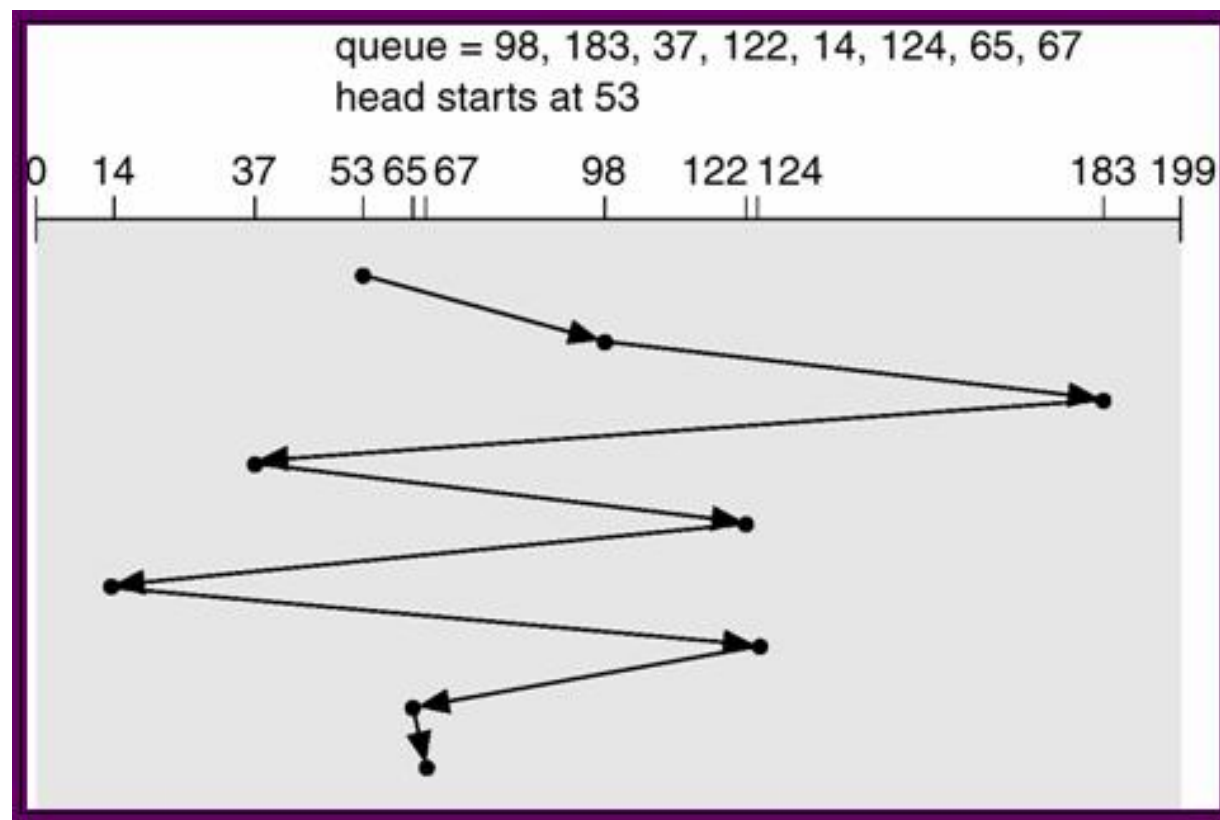 queue = 98, 183, 37, 122, 14, 124, 65, 67
head starts at 53
0 14 37 53 65 67 98 122 124 183 199